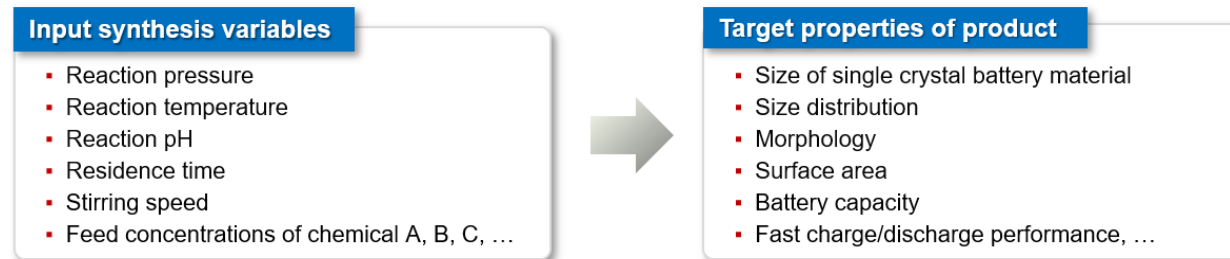 Input synthesis variables
▪ Reaction pressure
▪ Reaction temperature
▪ Reaction pH
▪ Residence time
▪ Stirring speed
▪ Feed concentrations of chemical A, B, C, …
Target properties of product
▪ Size of single crystal battery material
▪ Size distribution
▪ Morphology
▪ Surface area
▪ Battery capacity
▪ Fast charge/discharge performance, …